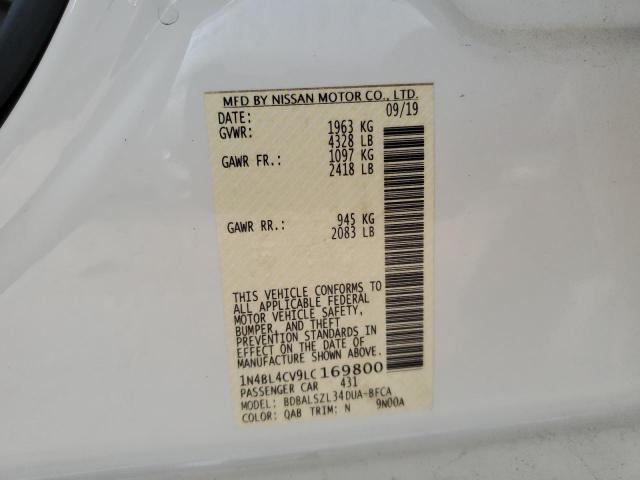 MFD BY NISSAN MOTOR CO., LTD.
DATE: 09/19
GVWR: 1963 KG
4328 LB
GAWR FR.: 1097 KG
2418 LB
GAWR RR.: 945 KG
2083 LB
THIS VEHICLE CONFORMS TO
ALL APPLICABLE FEDERAL
MOTOR VEHICLE SAFETY,
BUMPER, AND THEFT
PREVENTION STANDARDS IN
EFFECT ON THE DATE OF
MANUFACTURE SHOWN ABOVE.
1N4BL4CV9LC169800
PASSENGER CAR 431
MODEL: BDBALSZL34DUA-BFCA
COLOR: QAB TRIM: N 9N00A